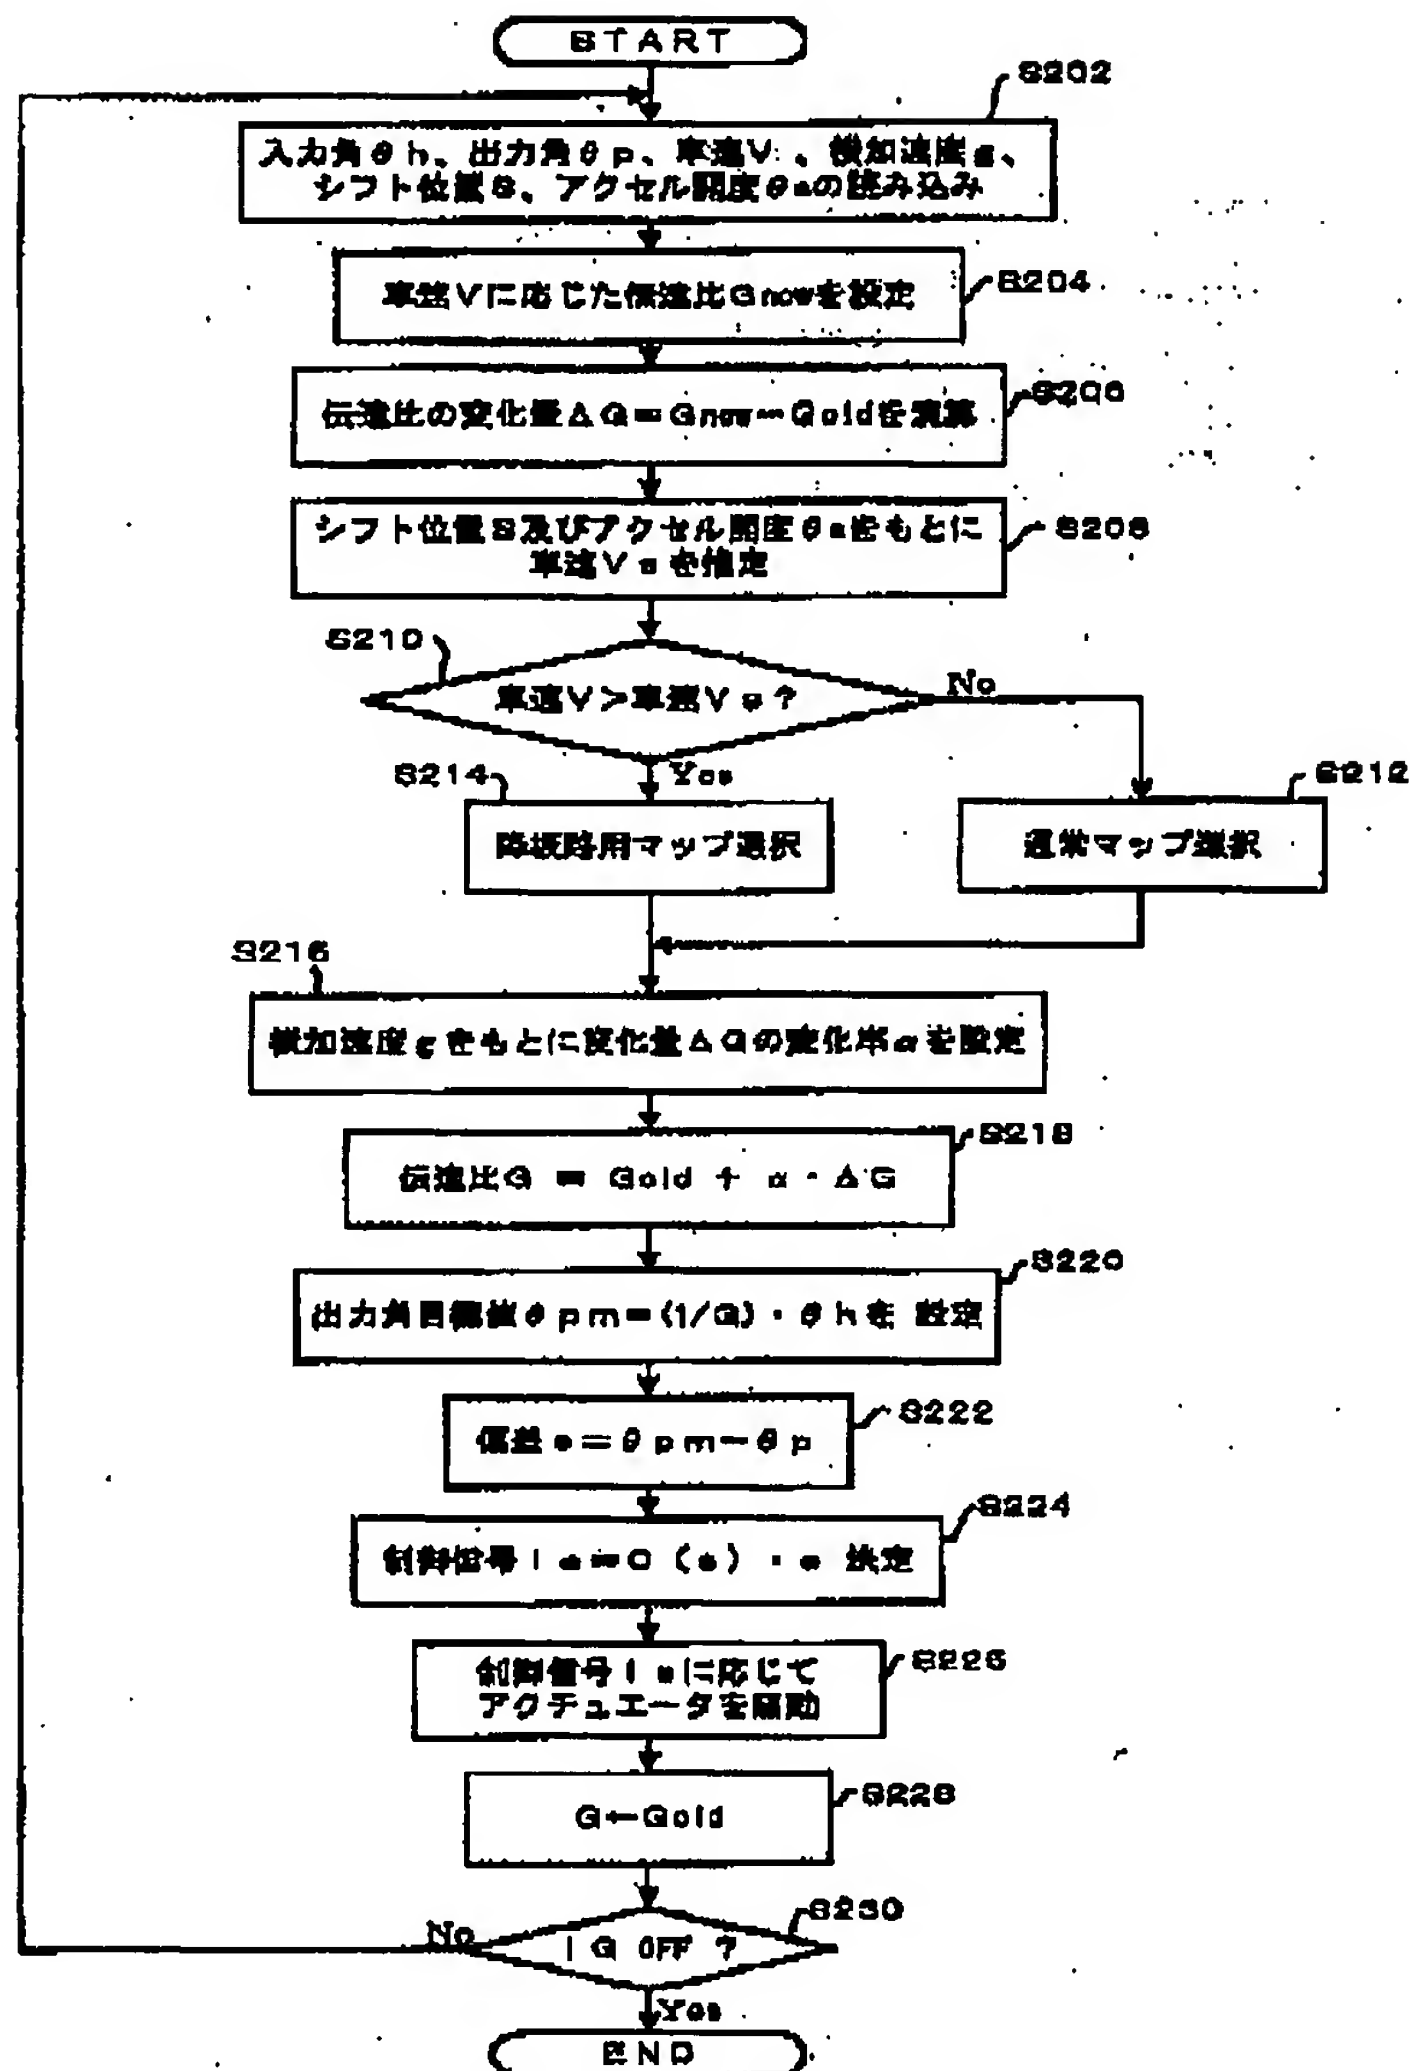 START
S202
入力角θh、出力角θp、車速V、横加速度g、
シフト位置S、アクセル開度θaの読み込み
車速Vに応じた伝達比Gnowを設定
S204
伝達比の変化量ΔG=Gnow−Goldを演算
S206
シフト位置S及びアクセル開度θaをもとに
車速Vsを推定
S208
S210
車速V>車速Vs?
No
Yes
S214
降坂路用マップ選択
S212
通常マップ選択
S216
横加速度gをもとに変化量ΔGの変化率αを設定
S218
伝達比G = Gold + α・ΔG
S220
出力角目標値θpm=(1/G)・θhを 設定
S222
偏差e=θpm−θp
S224
制御信号Is=C(s)・e 決定
S226
制御信号Isに応じて
アクチュエータを駆動
S228
G←Gold
S230
IG OFF ?
No
Yes
END